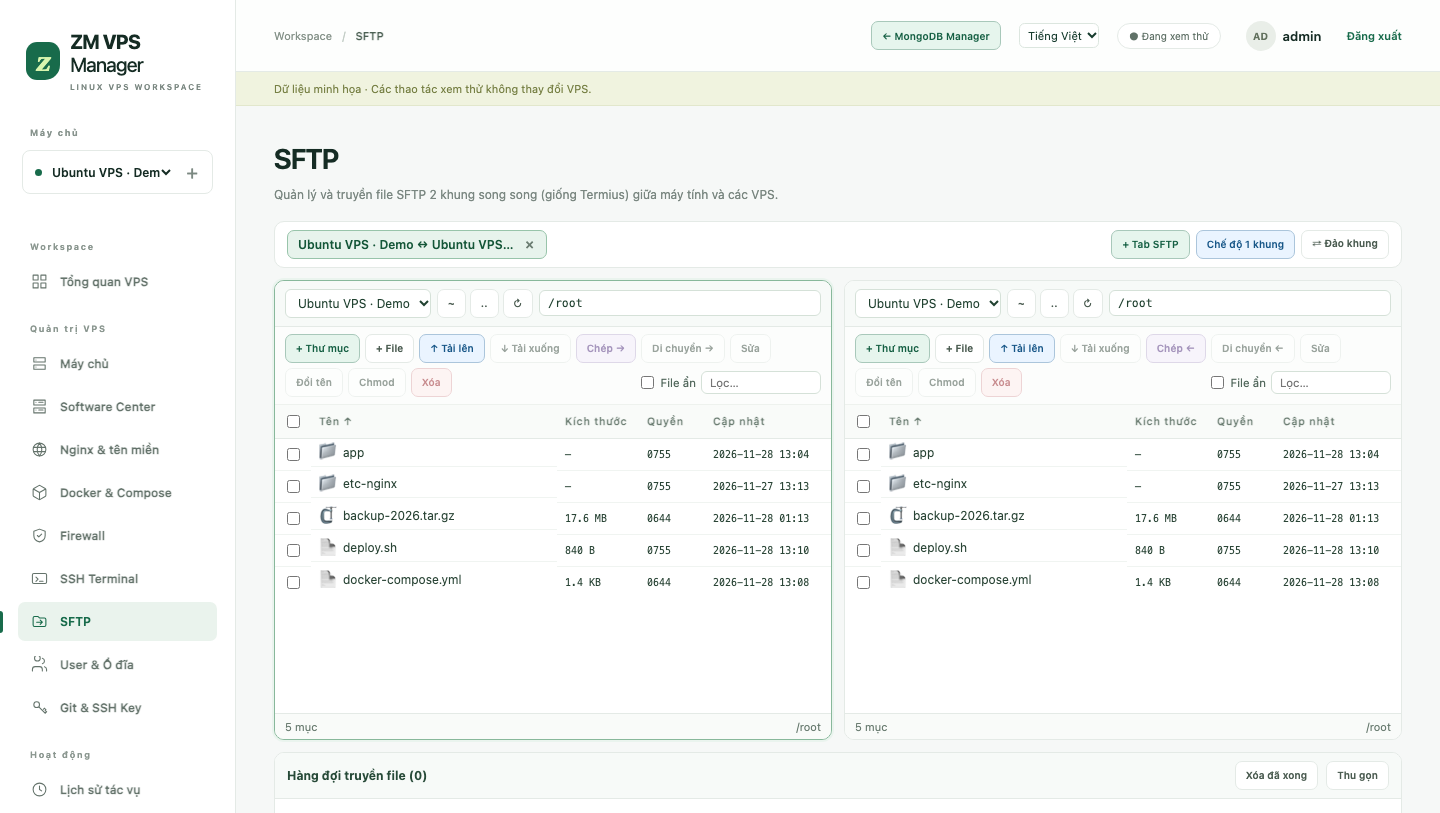 Z
ZM VPS
Manager
LINUX VPS WORKSPACE
Máy chủ
Ubuntu VPS · Dem
+
Workspace
Tổng quan VPS
Quản trị VPS
Máy chủ
Software Center
Nginx & tên miền
Docker & Compose
Firewall
SSH Terminal
SFTP
User & Ổ đĩa
Git & SSH Key
Hoạt động
Lịch sử tác vụ
Workspace / SFTP
← MongoDB Manager
Tiếng Việt
Đang xem thử
AD
admin
Đăng xuất
Dữ liệu minh họa · Các thao tác xem thử không thay đổi VPS.
SFTP
Quản lý và truyền file SFTP 2 khung song song (giống Termius) giữa máy tính và các VPS.
Ubuntu VPS · Demo ↔ Ubuntu VPS... ×
+ Tab SFTP
Chế độ 1 khung
⇄ Đảo khung
Ubuntu VPS · Demo ~ .. ↻ /root
+ Thư mục + File ↑ Tải lên ↓ Tải xuống Chép → Di chuyển → Sửa
Đổi tên Chmod Xóa File ẩn Lọc...
Tên ↑ Kích thước Quyền Cập nhật
app — 0755 2026-11-28 13:04
etc-nginx — 0755 2026-11-27 13:13
backup-2026.tar.gz 17.6 MB 0644 2026-11-28 01:13
deploy.sh 840 B 0755 2026-11-28 13:10
docker-compose.yml 1.4 KB 0644 2026-11-28 13:08
5 mục /root
Ubuntu VPS · Demo ~ .. ↻ /root
+ Thư mục + File ↑ Tải lên ↓ Tải xuống Chép ← Di chuyển ← Sửa
Đổi tên Chmod Xóa File ẩn Lọc...
Tên ↑ Kích thước Quyền Cập nhật
app — 0755 2026-11-28 13:04
etc-nginx — 0755 2026-11-27 13:13
backup-2026.tar.gz 17.6 MB 0644 2026-11-28 01:13
deploy.sh 840 B 0755 2026-11-28 13:10
docker-compose.yml 1.4 KB 0644 2026-11-28 13:08
5 mục /root
Hàng đợi truyền file (0)
Xóa đã xong
Thu gọn